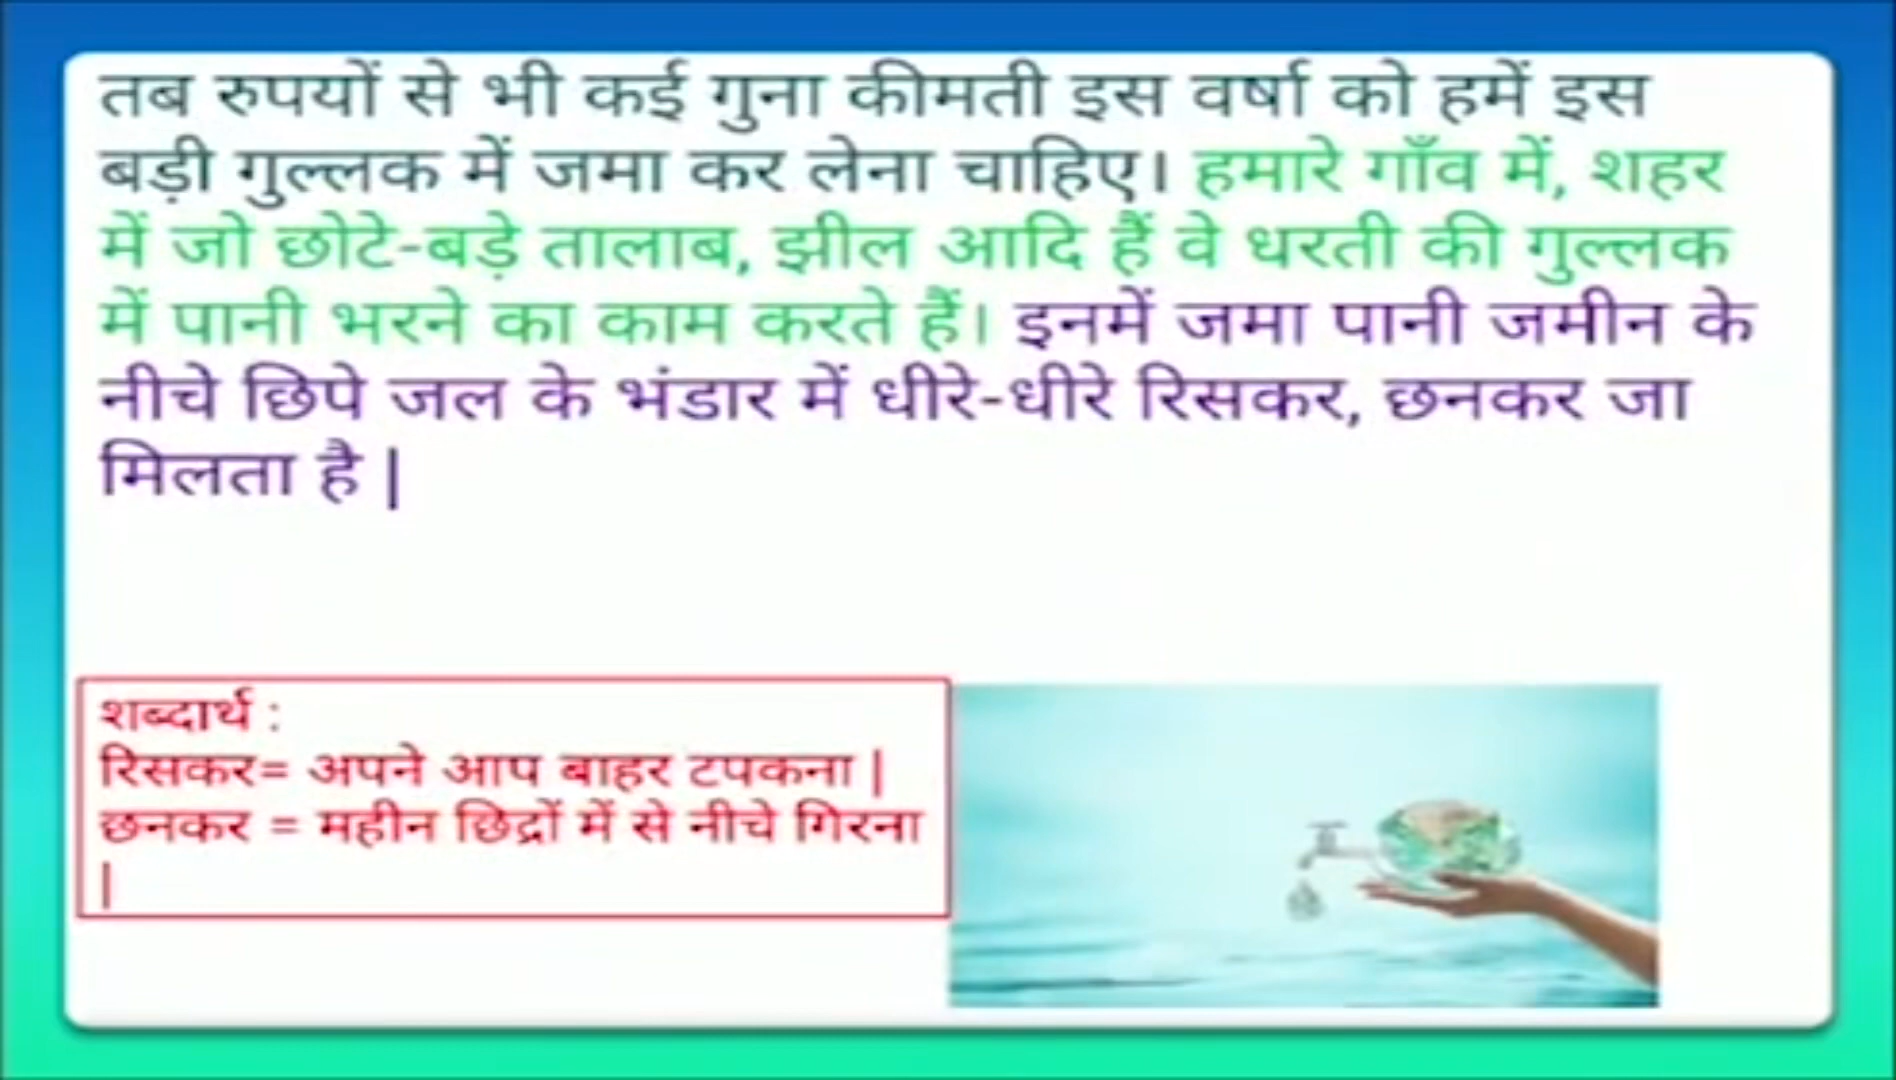 तब रुपयों से भी कई गुना कीमती इस वर्षा को हमें इस
बड़ी गुल्लक में जमा कर लेना चाहिए। हमारे गाँव में, शहर
में जो छोटे-बड़े तालाब, झील आदि हैं वे धरती की गुल्लक
में पानी भरने का काम करते हैं। इनमें जमा पानी जमीन के
नीचे छिपे जल के भंडार में धीरे-धीरे रिसकर, छनकर जा
मिलता है |
शब्दार्थ :
रिसकर= अपने आप बाहर टपकना |
छनकर = महीन छिद्रों में से नीचे गिरना
|